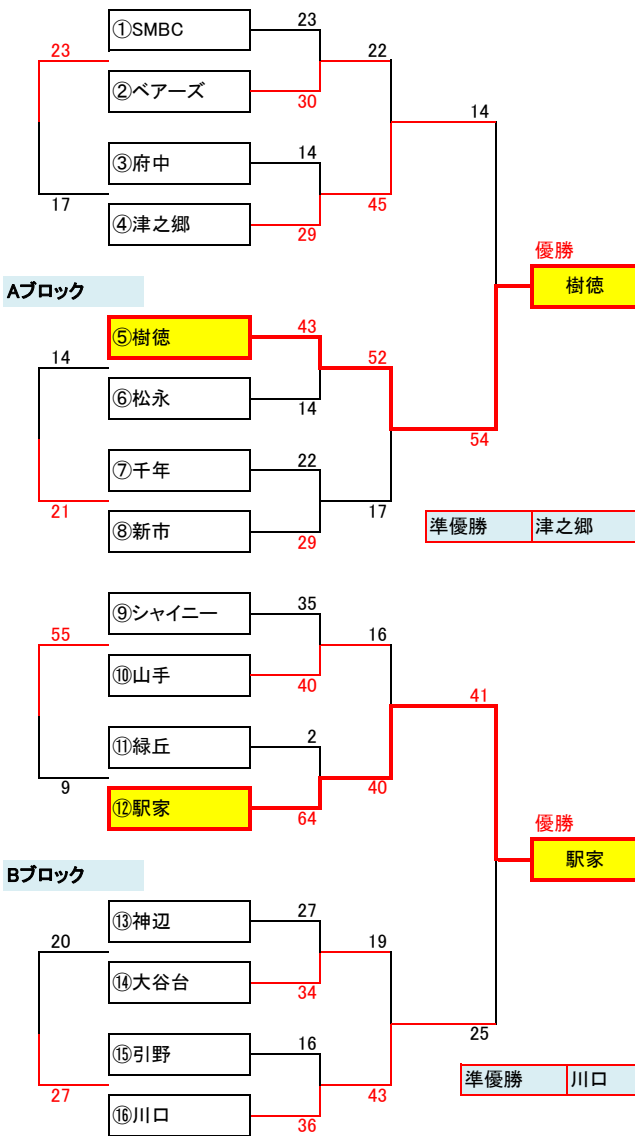 23
①SMBC
22
23
②ベアーズ
30
14
14
③府中
17
④津之郷
45
29
優勝
樹徳
Aブロック
43
⑤樹徳
14
52
⑥松永
14
54
22
⑦千年
21
17
⑧新市
29
準優勝 津之郷
35
⑨シャイニー
55
16
⑩山手
40
41
2
⑪緑丘
9
40
⑫駅家
64
優勝
駅家
Bブロック
27
⑬神辺
20
19
⑭大谷台
34
25
16
⑮引野
準優勝 川口
27
43
⑯川口
36